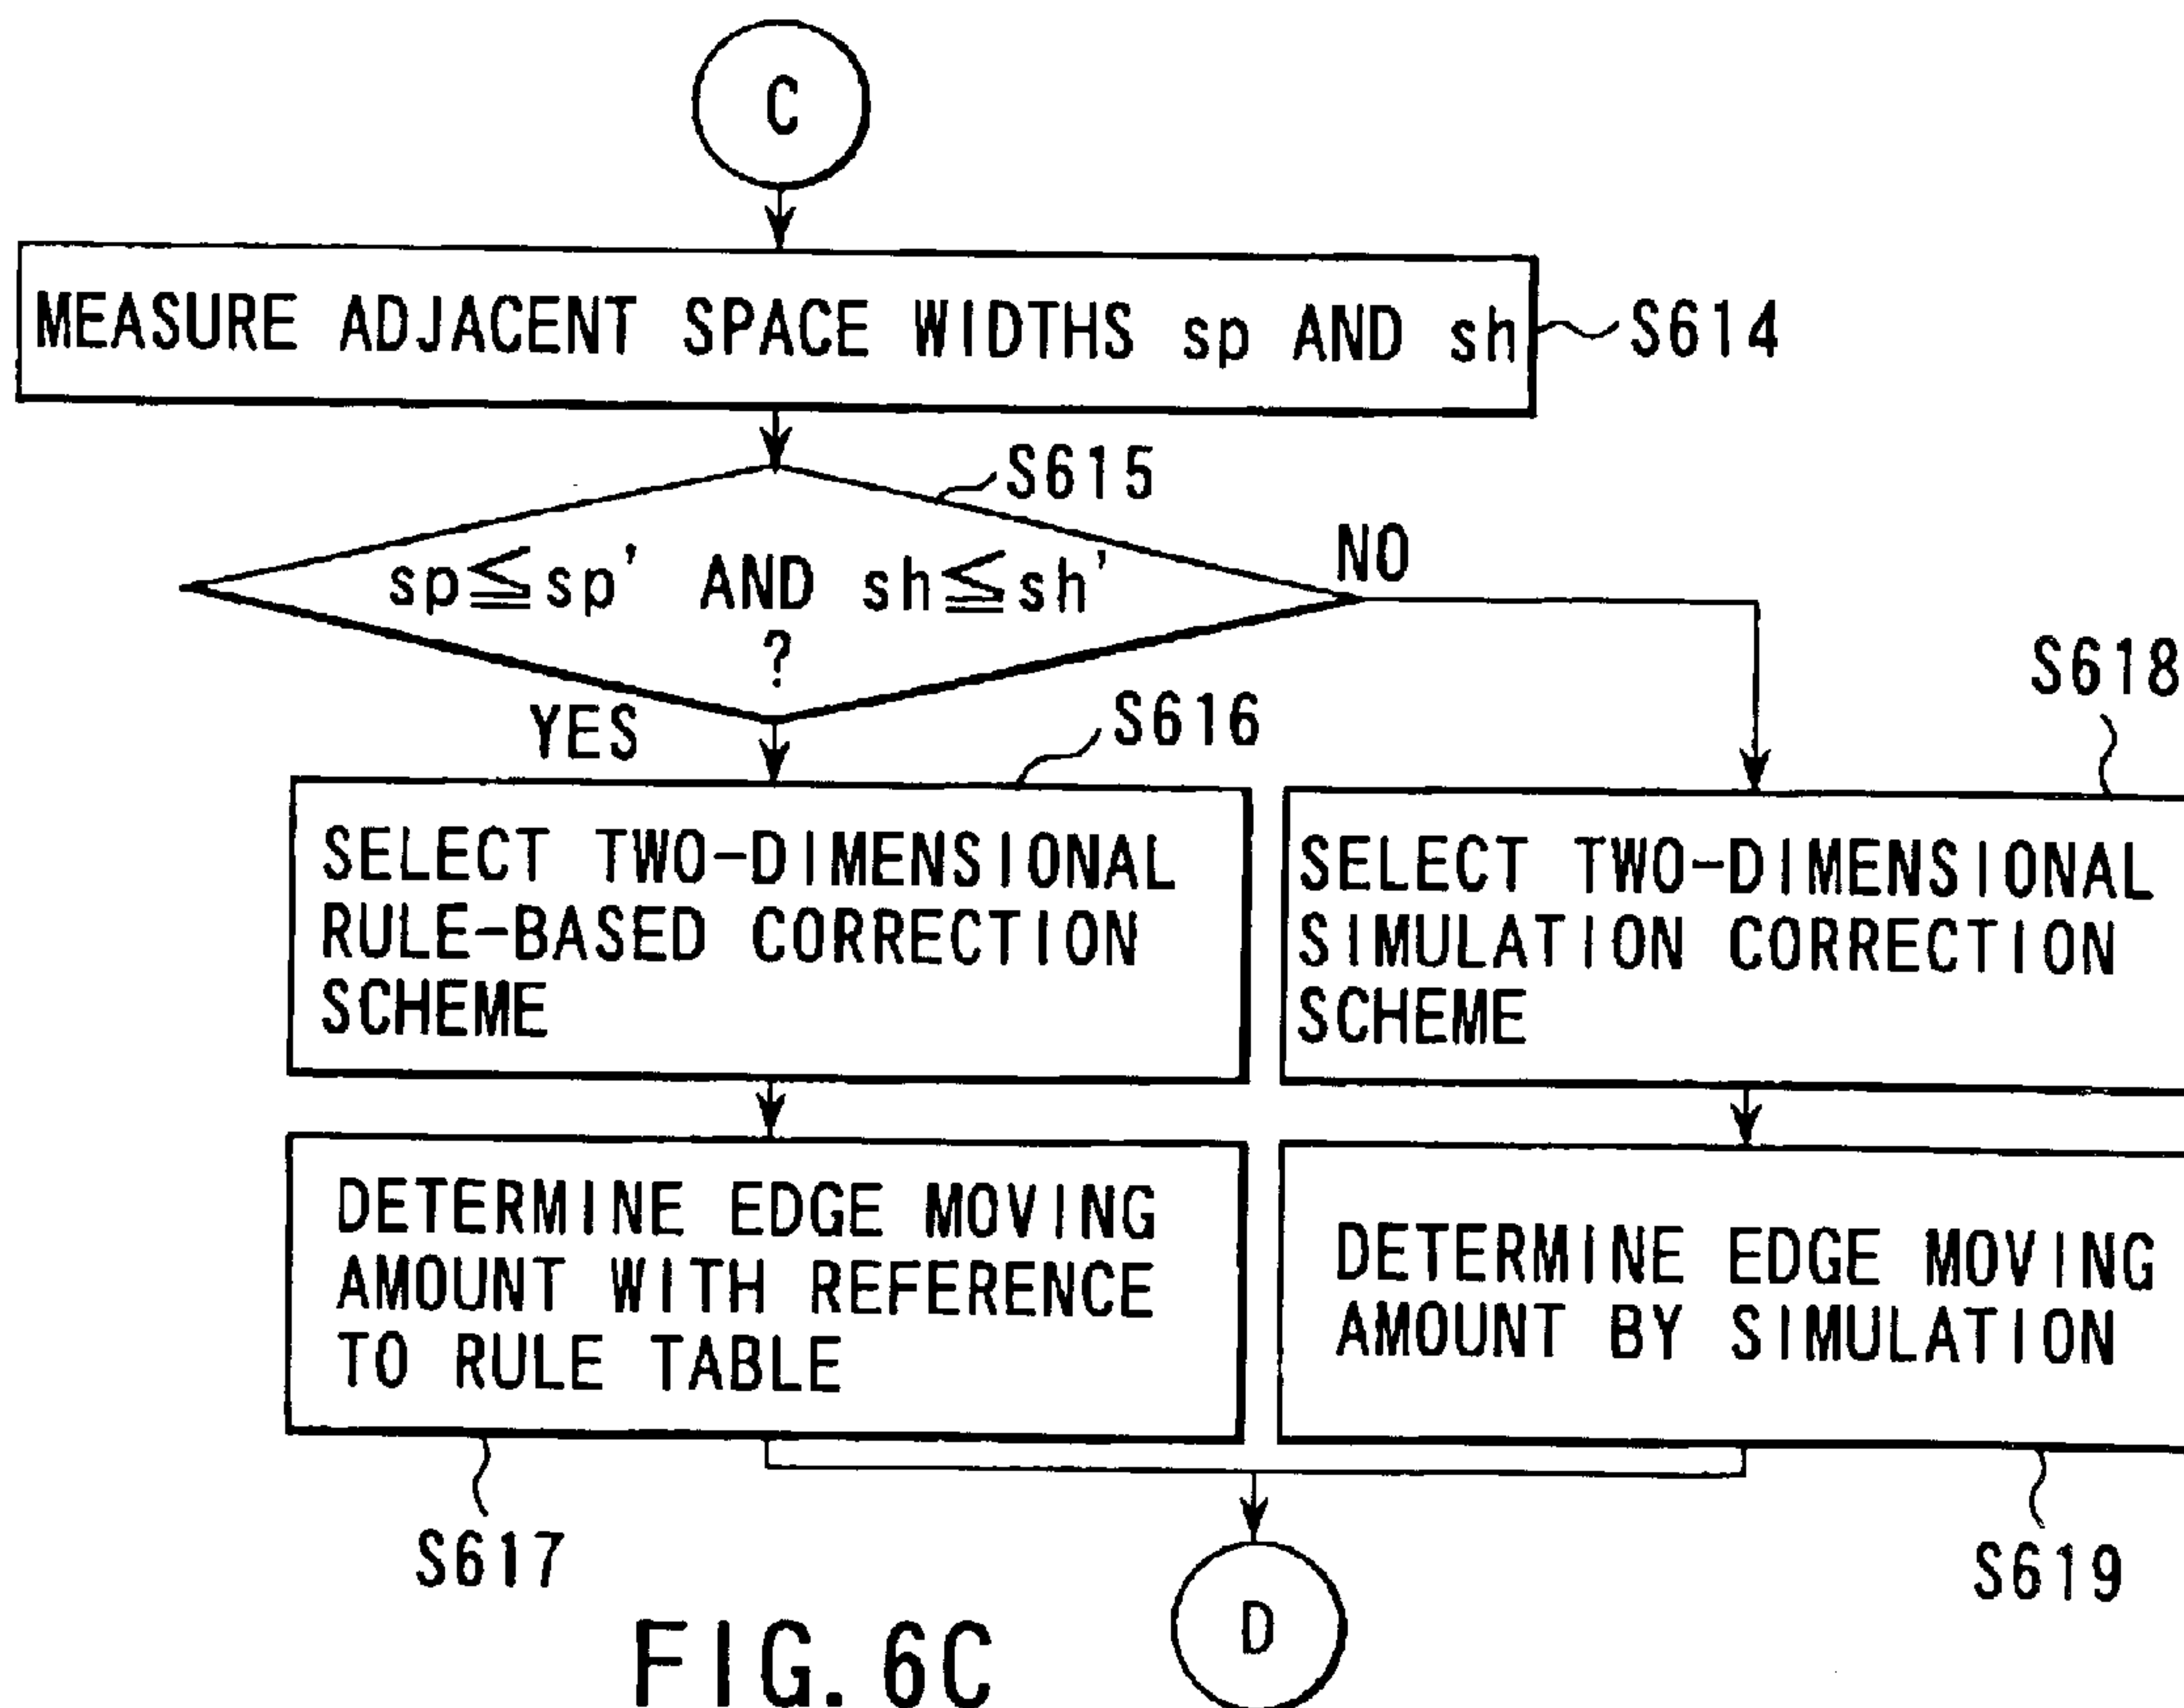 C
MEASURE ADJACENT SPACE WIDTHS sp AND sh
S614
S615
sp≦sp' AND sh≦sh'
?
NO
YES
S616
S618
SELECT TWO-DIMENSIONAL
RULE-BASED CORRECTION
SCHEME
SELECT TWO-DIMENSIONAL
SIMULATION CORRECTION
SCHEME
DETERMINE EDGE MOVING
AMOUNT WITH REFERENCE
TO RULE TABLE
DETERMINE EDGE MOVING
AMOUNT BY SIMULATION
S617
S619
D
FIG. 6C